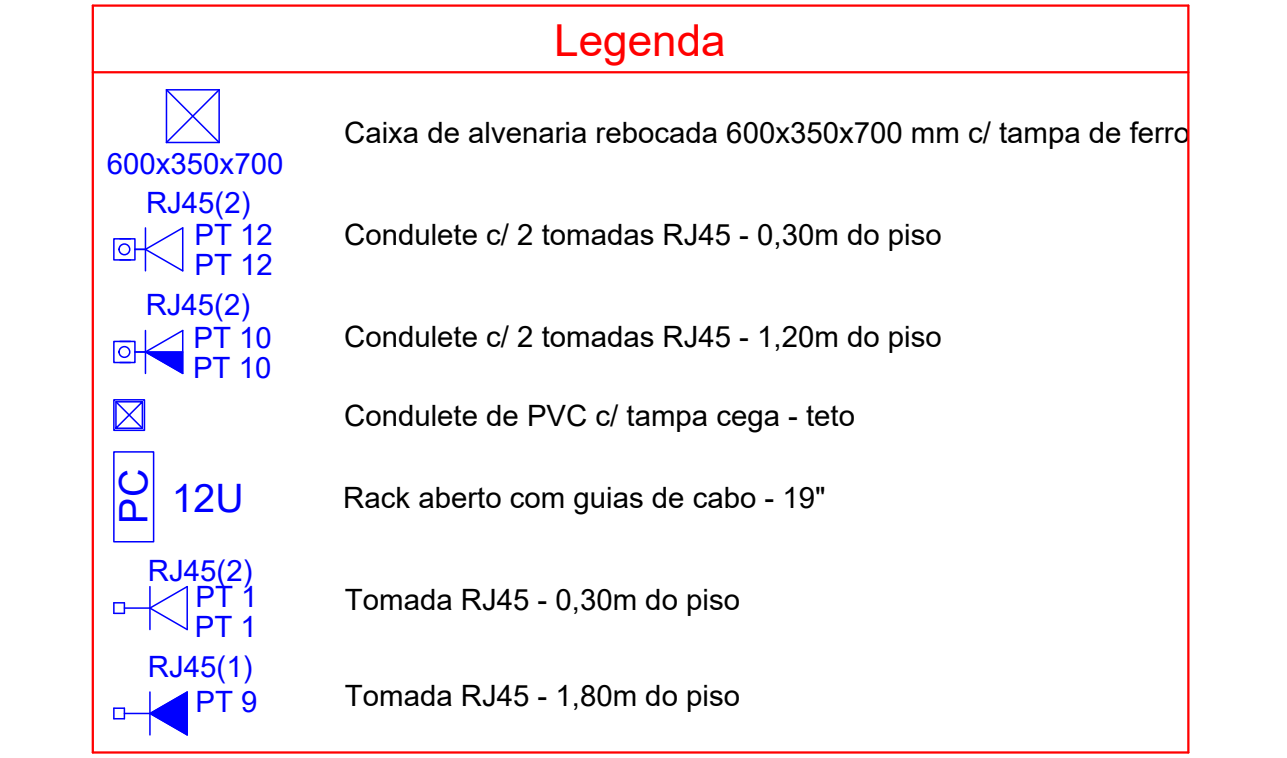 Legenda
600x350x700
Caixa de alvenaria rebocada 600x350x700 mm c/ tampa de ferro
RJ45(2)
PT 12
PT 12
Condulete c/ 2 tomadas RJ45 - 0,30m do piso
RJ45(2)
PT 10
PT 10
Condulete c/ 2 tomadas RJ45 - 1,20m do piso
Condulete de PVC c/ tampa cega - teto
PC 12U
Rack aberto com guias de cabo - 19"
RJ45(2)
PT 1
PT 1
Tomada RJ45 - 0,30m do piso
RJ45(1)
PT 9
Tomada RJ45 - 1,80m do piso